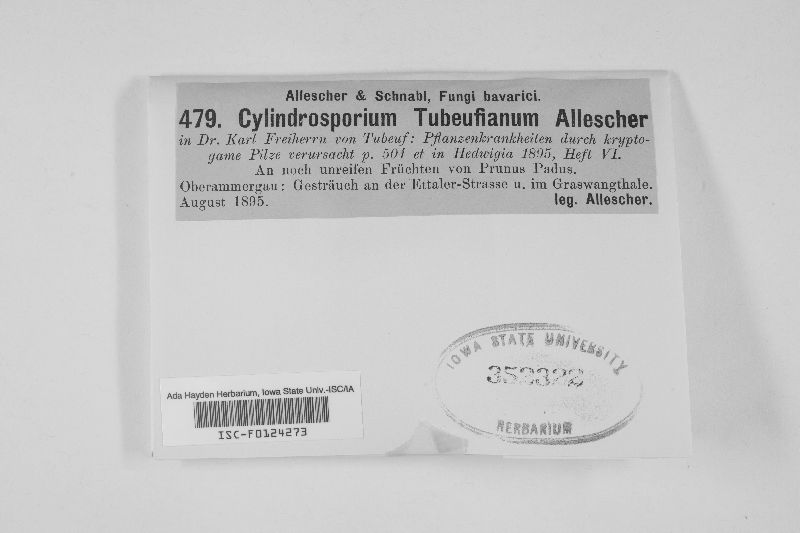 Allescher & Schnabl, Fungi bavarici.
479. Cylindrosporium Tubeufianum Allescher
in Dr. Karl Freiherrn von Tubeuf: Pflanzenkrankheiten durch krypto-
game Pilze verursacht p. 501 et in Hedwigia 1895, Heft VI.
An noch unreifen Früchten von Prunus Padus.
Oberammergau: Gesträuch an der Ettaler-Strasse u. im Graswangthale.
August 1895. leg. Allescher.
IOWA STATE UNIVERSITY
HERBARIUM
Ada Hayden Herbarium, Iowa State Univ.-ISC/IA
ISC-F0124273